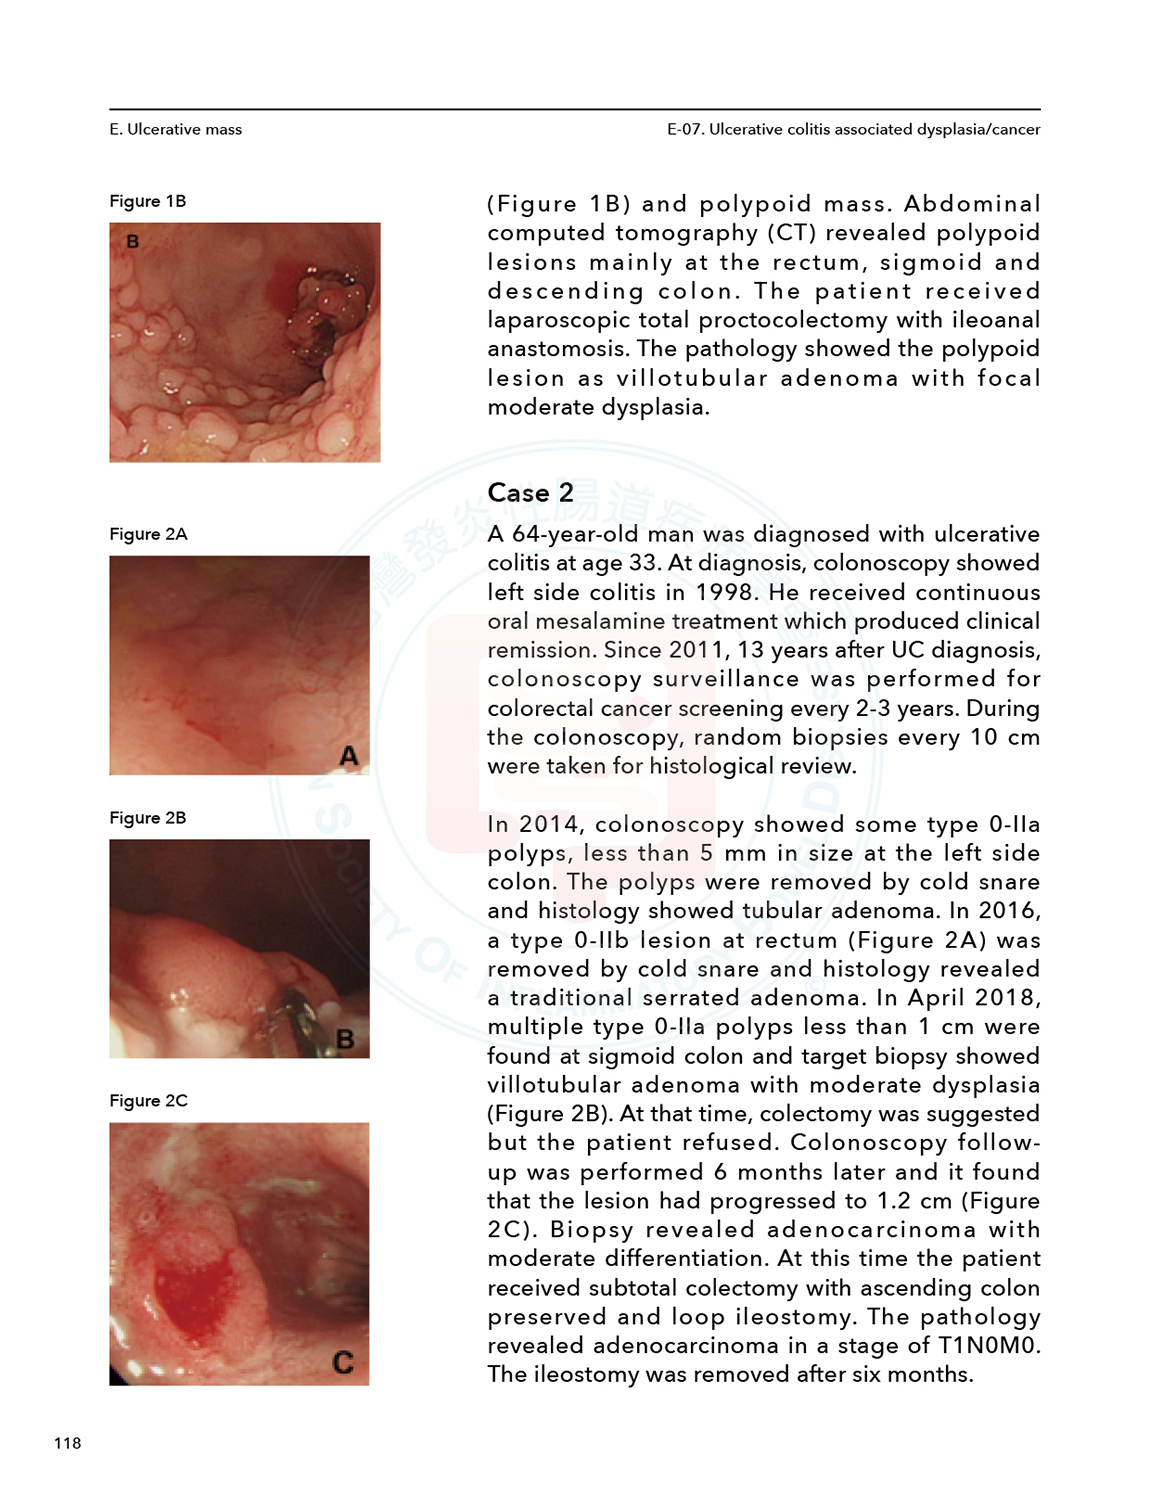 E. Ulcerative mass
E-07. Ulcerative colitis associated dysplasia/cancer
Figure 1B
B
(Figure 1B) and polypoid mass. Abdominal
computed tomography (CT) revealed polypoid
lesions mainly at the rectum, sigmoid and
descending colon. The patient received
laparoscopic total proctocolectomy with ileoanal
anastomosis. The pathology showed the polypoid
lesion as villotubular adenoma with focal
moderate dysplasia.
Case 2
Figure 2A
A
A 64-year-old man was diagnosed with ulcerative
colitis at age 33. At diagnosis, colonoscopy showed
left side colitis in 1998. He received continuous
oral mesalamine treatment which produced clinical
remission. Since 2011, 13 years after UC diagnosis,
colonoscopy surveillance was performed for
colorectal cancer screening every 2-3 years. During
the colonoscopy, random biopsies every 10 cm
were taken for histological review.
Figure 2B
B
In 2014, colonoscopy showed some type 0-IIa
polyps, less than 5 mm in size at the left side
colon. The polyps were removed by cold snare
and histology showed tubular adenoma. In 2016,
a type 0-IIb lesion at rectum (Figure 2A) was
removed by cold snare and histology revealed
a traditional serrated adenoma. In April 2018,
multiple type 0-IIa polyps less than 1 cm were
found at sigmoid colon and target biopsy showed
villotubular adenoma with moderate dysplasia
(Figure 2B). At that time, colectomy was suggested
but the patient refused. Colonoscopy follow-
up was performed 6 months later and it found
that the lesion had progressed to 1.2 cm (Figure
2C). Biopsy revealed adenocarcinoma with
moderate differentiation. At this time the patient
received subtotal colectomy with ascending colon
preserved and loop ileostomy. The pathology
revealed adenocarcinoma in a stage of T1N0M0.
The ileostomy was removed after six months.
Figure 2C
C
118